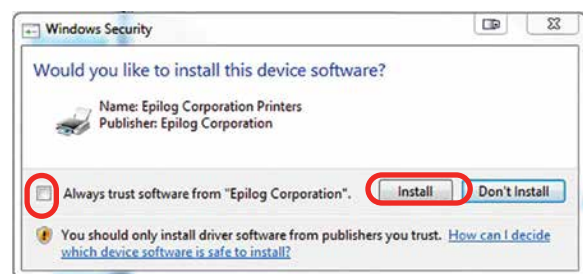 Windows Security
Would you like to install this device software?
Name: Epilog Corporation Printers
Publisher: Epilog Corporation
Always trust software from "Epilog Corporation".
Install
Don't Install
You should only install driver software from publishers you trust. How can I decide
which device software is safe to install?